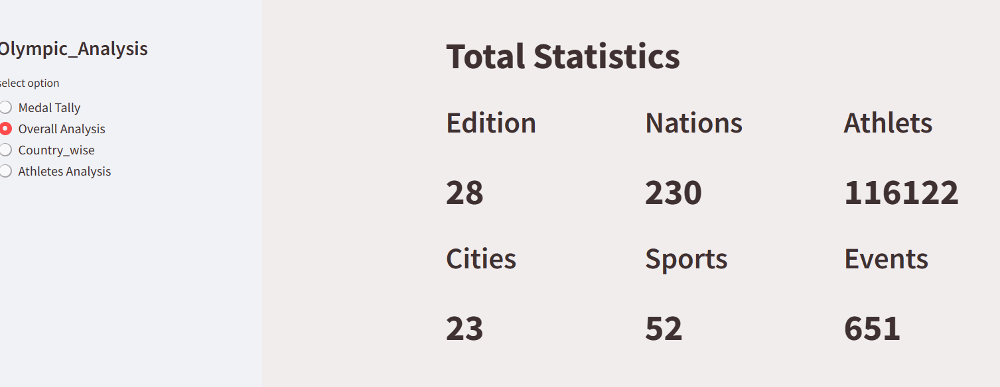 Olympic_Analysis
select option
Medal Tally
Overall Analysis
Country_wise
Athletes Analysis
Total Statistics
Edition Nations Athlets
28 230 116122
Cities Sports Events
23 52 651